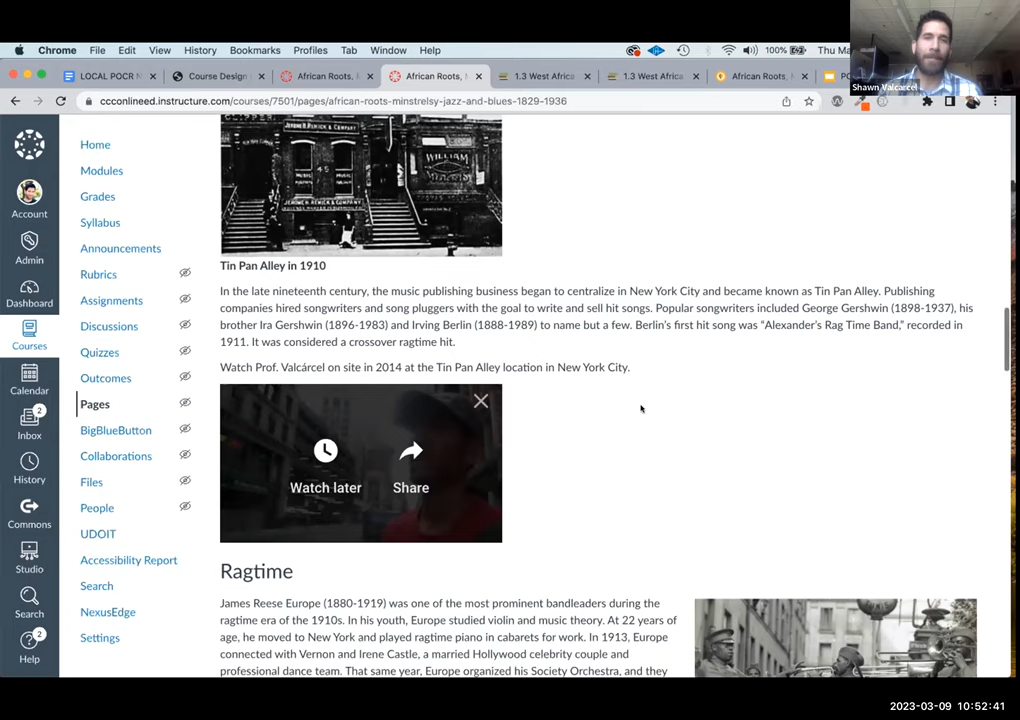 Chrome File Edit View History Bookmarks Profiles Tab Window Help 100% Thu Ma
Shawn Valcarcel
LOCAL POCR Course Design African Roots, African Roots, 1.3 West Africa 1.3 West Africa African Roots,
ccconlineed.instructure.com/courses/7501/pages/african-roots-minstrelsy-jazz-and-blues-1829-1936
Account
Admin
Dashboard
Courses
Calendar
2
Inbox
History
Commons
Studio
Search
2
Help
Home
Modules
Grades
Syllabus
Announcements
Rubrics
Assignments
Discussions
Quizzes
Outcomes
Pages
BigBlueButton
Collaborations
Files
People
UDOIT
Accessibility Report
Search
NexusEdge
Settings
JEROME H. REMICK & COMPANY
WILLIAM
JEROME H. REMICK & COMPANY
Tin Pan Alley in 1910
In the late nineteenth century, the music publishing business began to centralize in New York City and became known as Tin Pan Alley. Publishing
companies hired songwriters and song pluggers with the goal to write and sell hit songs. Popular songwriters included George Gershwin (1898-1937), his
brother Ira Gershwin (1896-1983) and Irving Berlin (1888-1989) to name but a few. Berlin's first hit song was “Alexander's Rag Time Band,” recorded in
1911. It was considered a crossover ragtime hit.
Watch Prof. Valcárcel on site in 2014 at the Tin Pan Alley location in New York City.
Watch later Share
Ragtime
James Reese Europe (1880-1919) was one of the most prominent bandleaders during the
ragtime era of the 1910s. In his youth, Europe studied violin and music theory. At 22 years of
age, he moved to New York and played ragtime piano in cabarets for work. In 1913, Europe
connected with Vernon and Irene Castle, a married Hollywood celebrity couple and
professional dance team. That same year, Europe organized his Society Orchestra, and they
2023-03-09 10:52:41